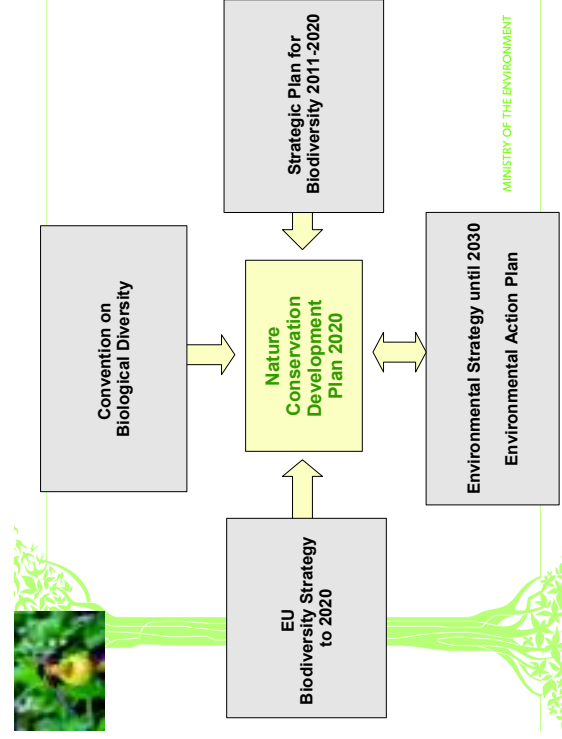 EU
Biodiversity Strategy
to 2020
Environmental Strategy until 2030
Environmental Action Plan
Nature
Conservation
Development
Plan 2020
Convention on
Biological Diversity
Strategic Plan for
Biodiversity 2011-2020
MINISTRY OF THE ENVIRONMENT